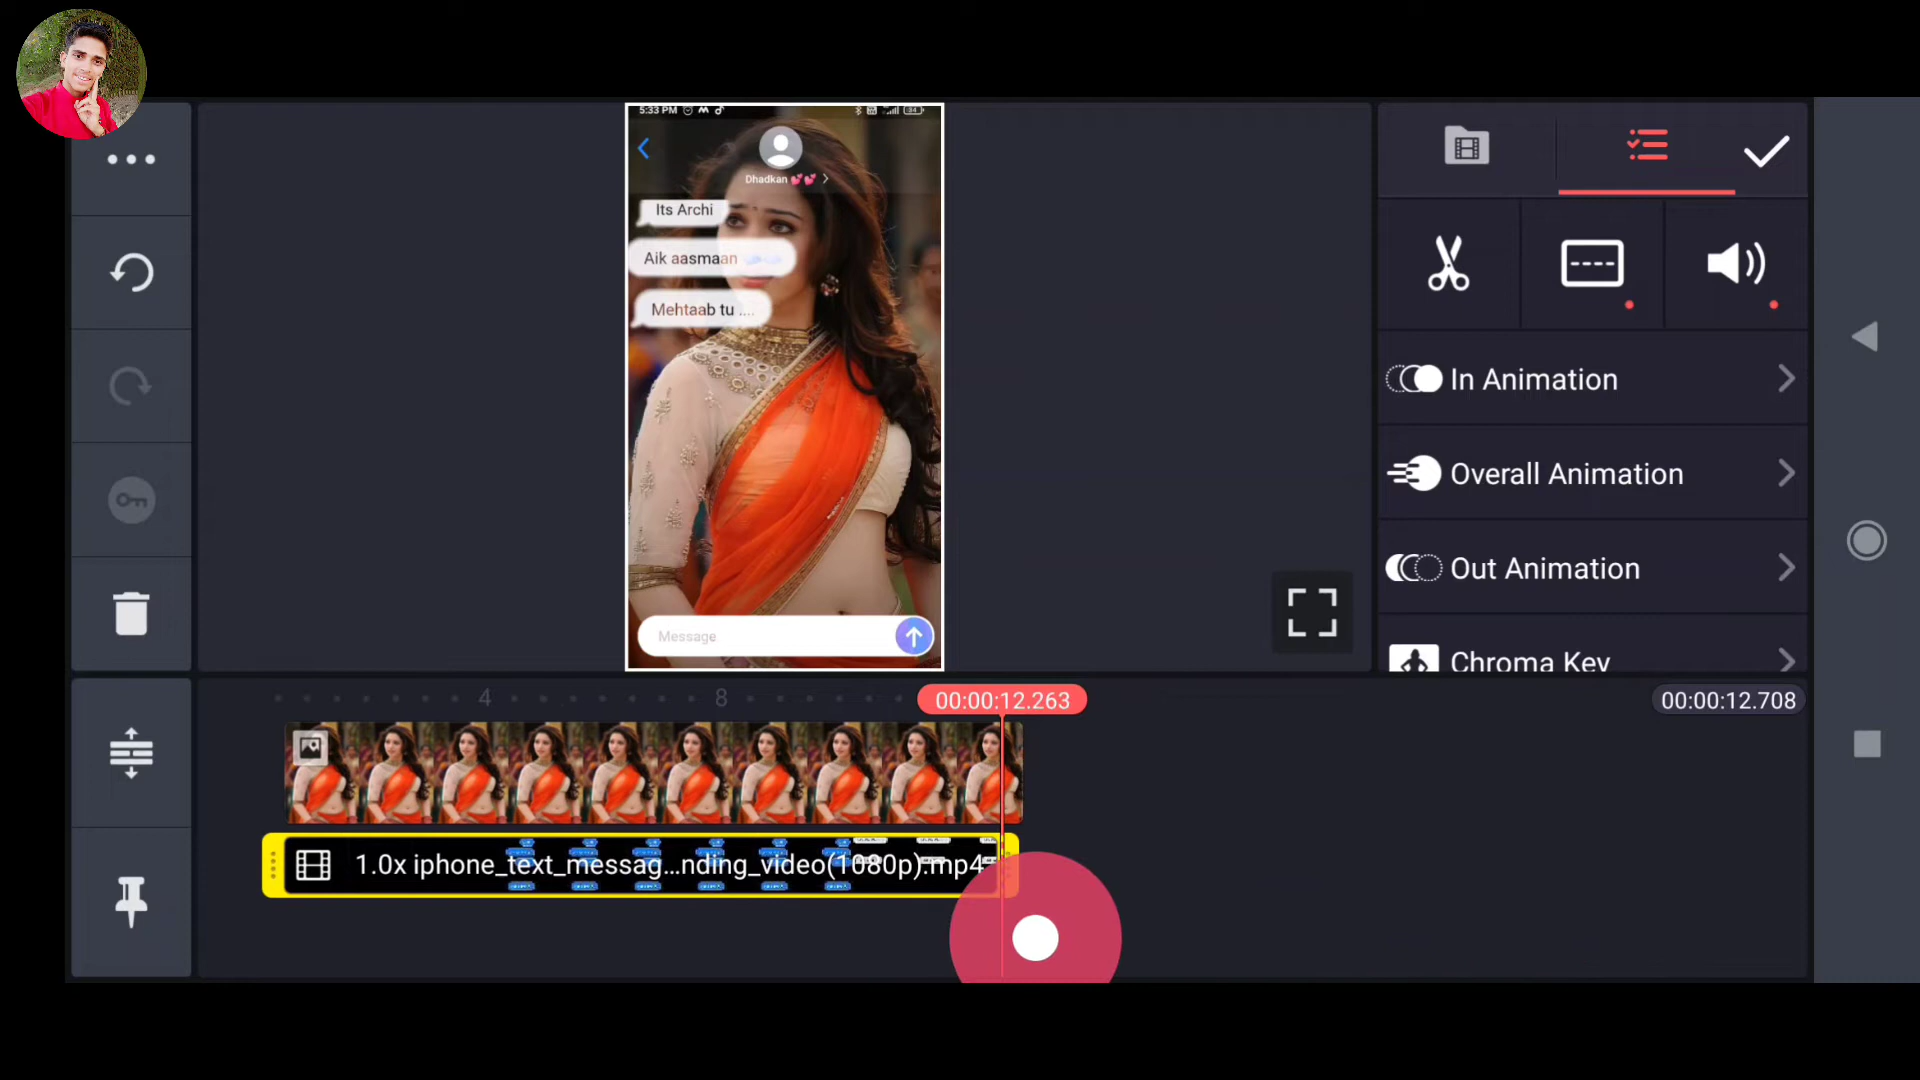 5:33 PM
Dhadkan 💕💕 >
Its Archi
Aik aasmaan
Mehtaab tu ....
Message
In Animation
Overall Animation
Out Animation
Chroma Key
4
8
00:00:12.263
00:00:12.708
1.0x iphone_text_messag...nding_video(1080p).mp4